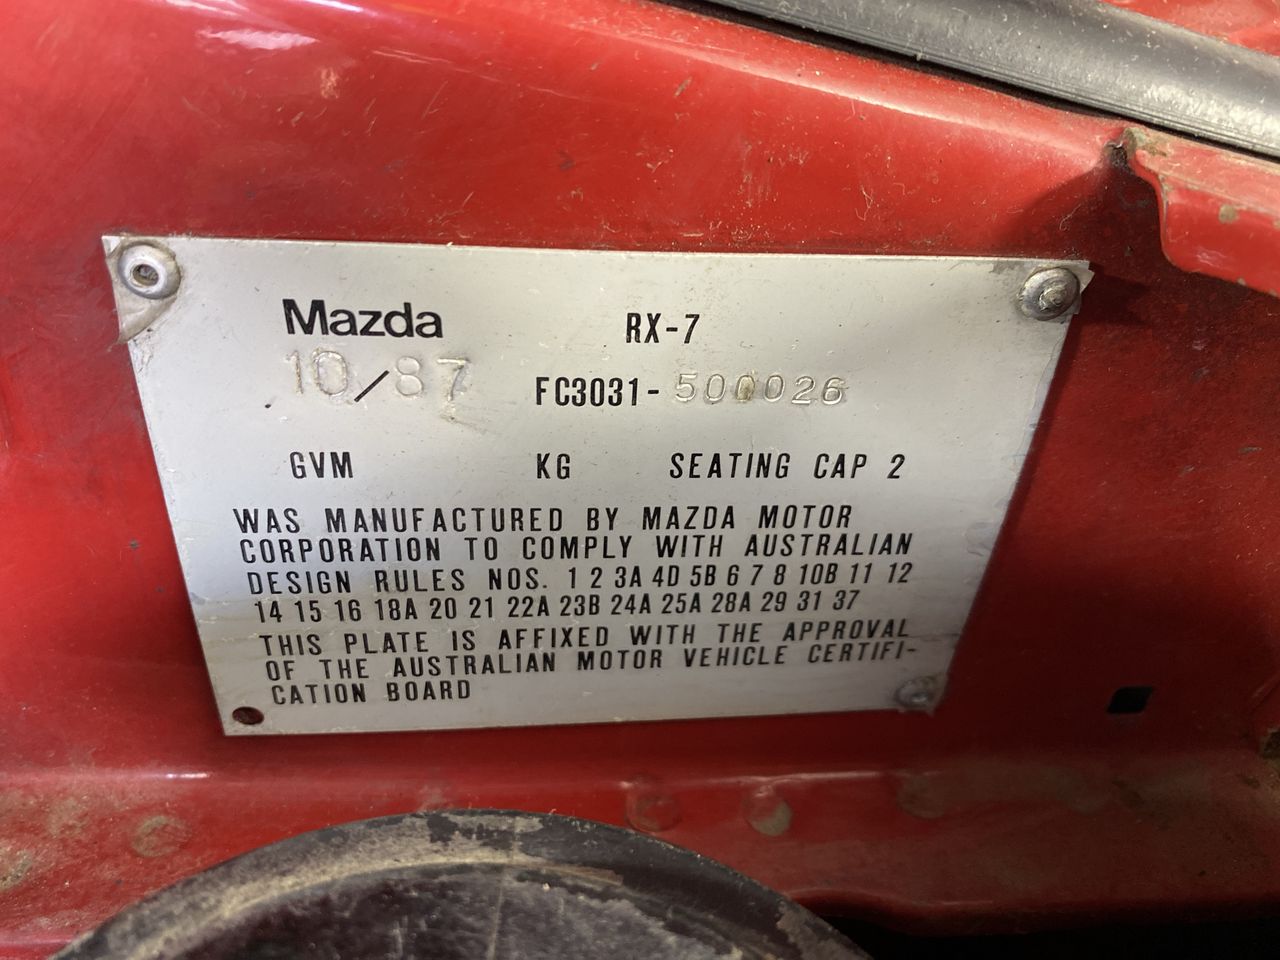 Mazda RX-7
10/87 FC3031-500026
GVM KG SEATING CAP 2
WAS MANUFACTURED BY MAZDA MOTOR
CORPORATION TO COMPLY WITH AUSTRALIAN
DESIGN RULES NOS. 1 2 3A 4D 5B 6 7 8 10B 11 12
14 15 16 18A 20 21 22A 23B 24A 25A 28A 29 31 37
THIS PLATE IS AFFIXED WITH THE APPROVAL
OF THE AUSTRALIAN MOTOR VEHICLE CERTIFI-
CATION BOARD